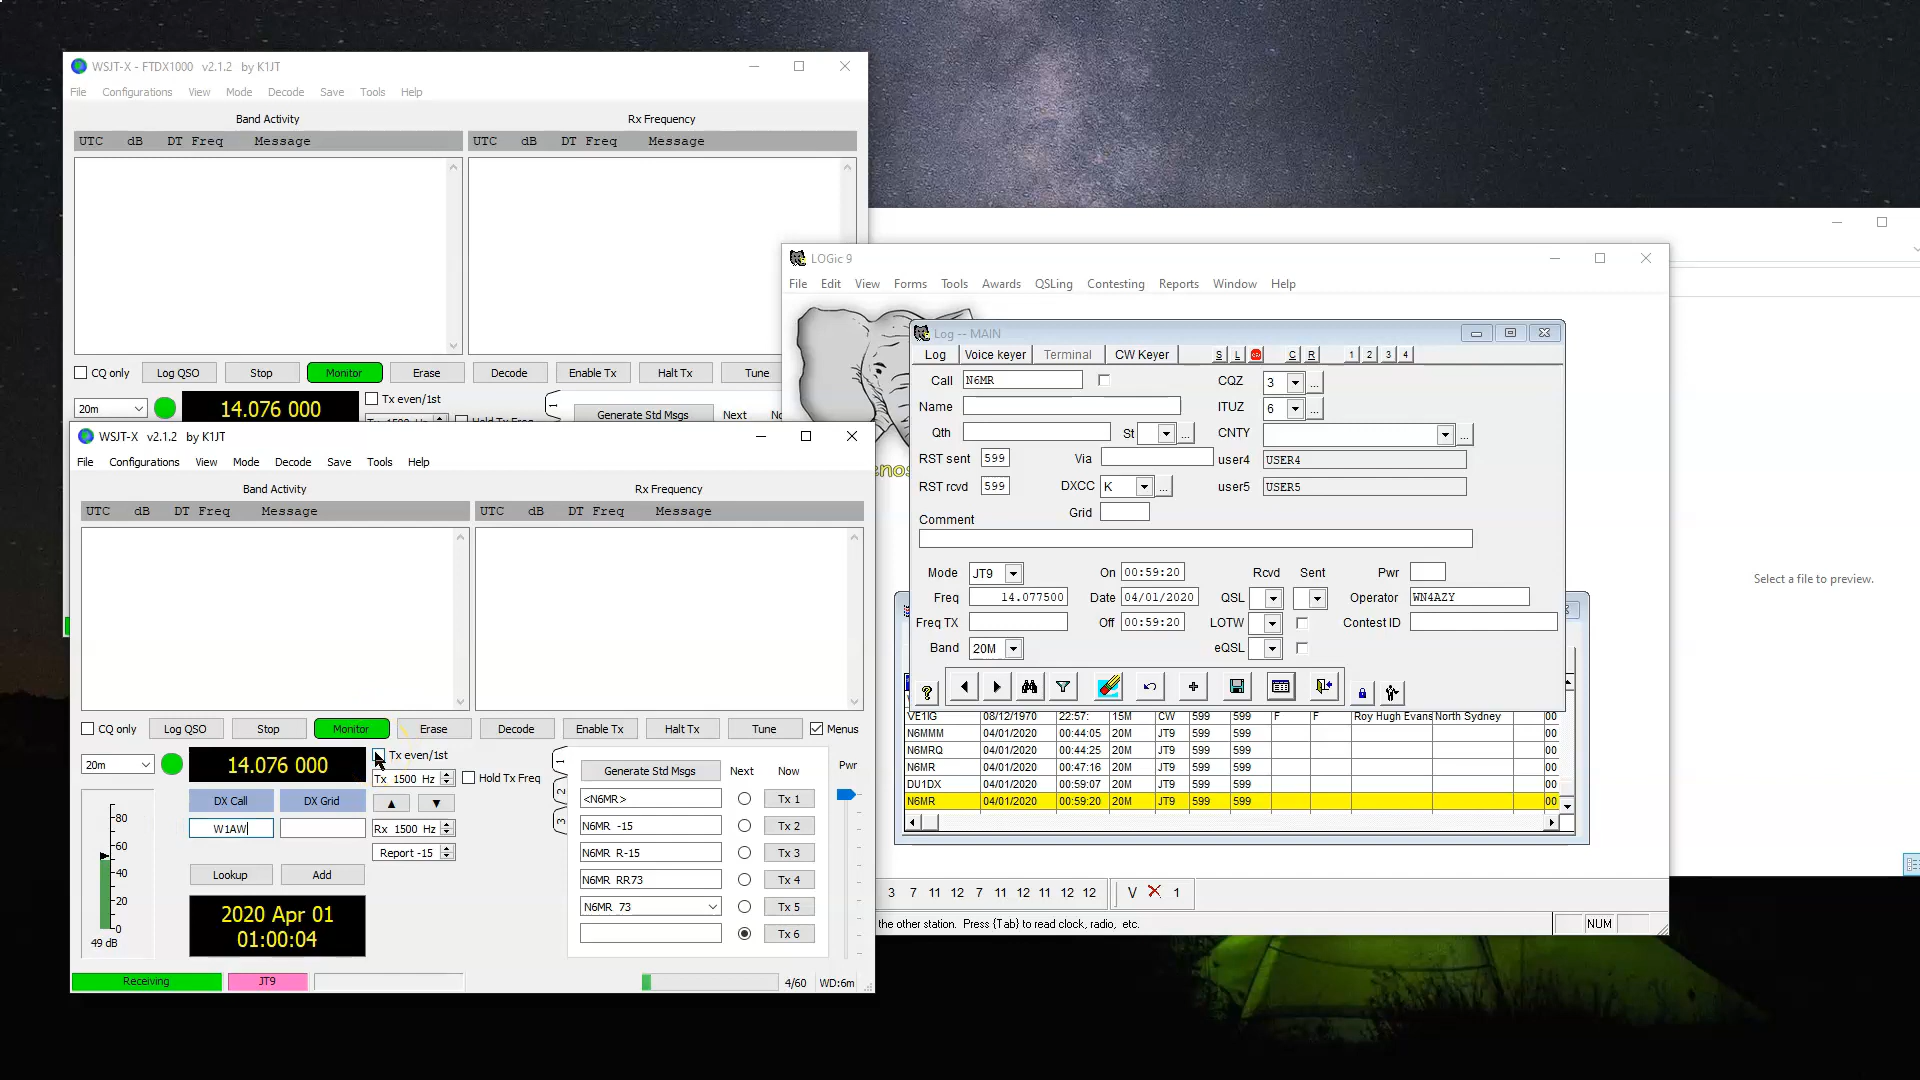 WSJT-X - FTDX1000 v2.1.2 by K1JT
File Configurations View Mode Decode Save Tools Help
Band Activity Rx Frequency
UTC dB DT Freq Message UTC dB DT Freq Message
CQ only Log QSO Stop Monitor Erase Decode Enable Tx Halt Tx Tune
20m 14.076 000 Tx even/1st 1 Generate Std Msgs Next
WSJT-X v2.1.2 by K1JT
File Configurations View Mode Decode Save Tools Help
Band Activity Rx Frequency
UTC dB DT Freq Message UTC dB DT Freq Message
CQ only Log QSO Stop Monitor Erase Decode Enable Tx Halt Tx Tune Menus
20m 14.076 000 Tx even/1st
Tx 1500 Hz Hold Tx Freq
1 Generate Std Msgs Next Now Pwr
DX Call DX Grid
2 <N6MR> Tx 1
W1AW Rx 1500 Hz
3 N6MR -15 Tx 2
Report -15
N6MR R-15 Tx 3
Lookup Add
N6MR RR73 Tx 4
N6MR 73 Tx 5
Tx 6
-80
-60
-40
-20
-0
49 dB
2020 Apr 01
01:00:04
Receiving JT9 4/60 WD:6m
LOGic 9
File Edit View Forms Tools Awards QSLing Contesting Reports Window Help
Log -- MAIN
Log Voice keyer Terminal CW Keyer S L C R 1 2 3 4
Call N6MR CQZ 3 ...
Name ITUZ 6 ...
Qth St ... CNTY ...
RST sent 599 Via user4 USER4
RST rcvd 599 DXCC K ... user5 USER5
Grid
Comment
Mode JT9 On 00:59:20 Rcvd Sent Pwr
Freq 14.077500 Date 04/01/2020 QSL Operator WN4AZY
Freq TX Off 00:59:20 LOTW Contest ID
Band 20M eQSL
VE1IG 08/12/1970 22:57: 15M CW 599 599 F F Roy Hugh Evans North Sydney 00
N6MMM 04/01/2020 00:44:05 20M JT9 599 599 00
N6MRQ 04/01/2020 00:44:25 20M JT9 599 599 00
N6MR 04/01/2020 00:47:16 20M JT9 599 599 00
DU1DX 04/01/2020 00:59:07 20M JT9 599 599 00
N6MR 04/01/2020 00:59:20 20M JT9 599 599 00
3 7 11 12 7 11 12 11 12 12 V 1
the other station. Press {Tab} to read clock, radio, etc. NUM
Select a file to preview.